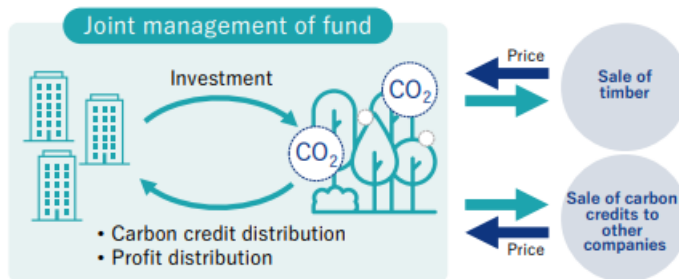 Joint management of fund
Investment
CO2
CO2
• Carbon credit distribution
• Profit distribution
Price
Sale of
timber
Sale of carbon
credits to
other
companies
Price